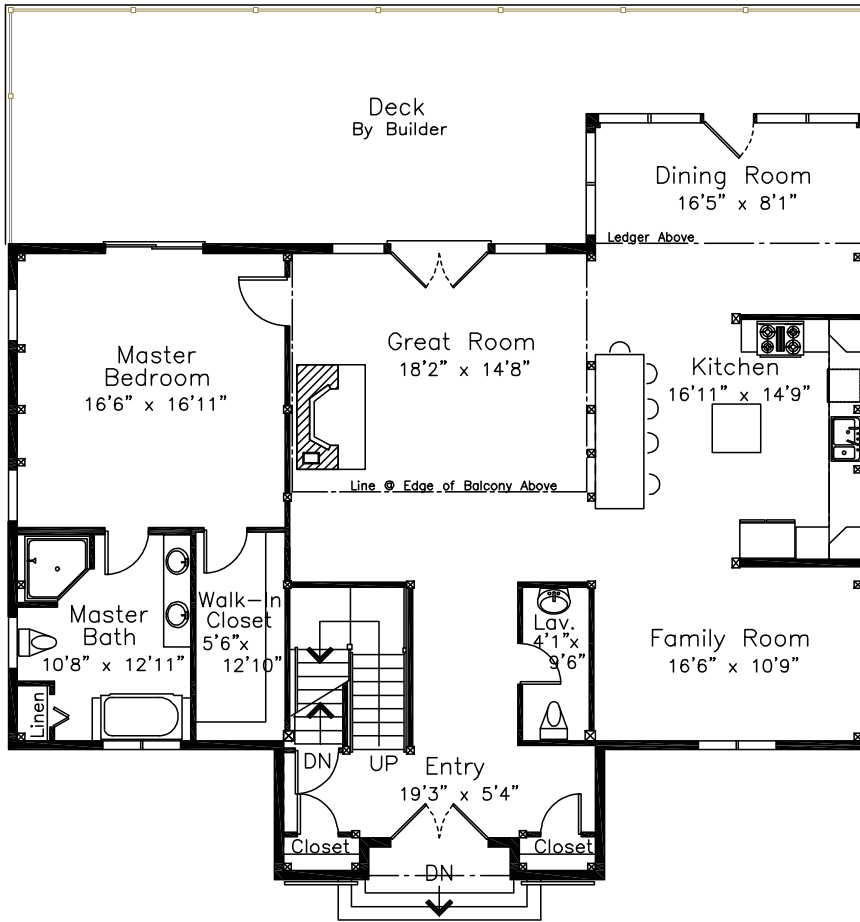 Deck
By Builder
Dining Room
16'5" x 8'1"
Ledger Above
Great Room
18'2" x 14'8"
Master
Bedroom
16'6" x 16'11"
Kitchen
16'11" x 14'9"
Line @ Edge of Balcony Above
Master
Bath
10'8" x 12'11"
Walk-In
Closet
5'6"x
12'10"
Lav.
4'1"x
9'6"
Family Room
16'6" x 10'9"
Linen
DN
UP
Entry
19'3" x 5'4"
Closet
Closet
DN